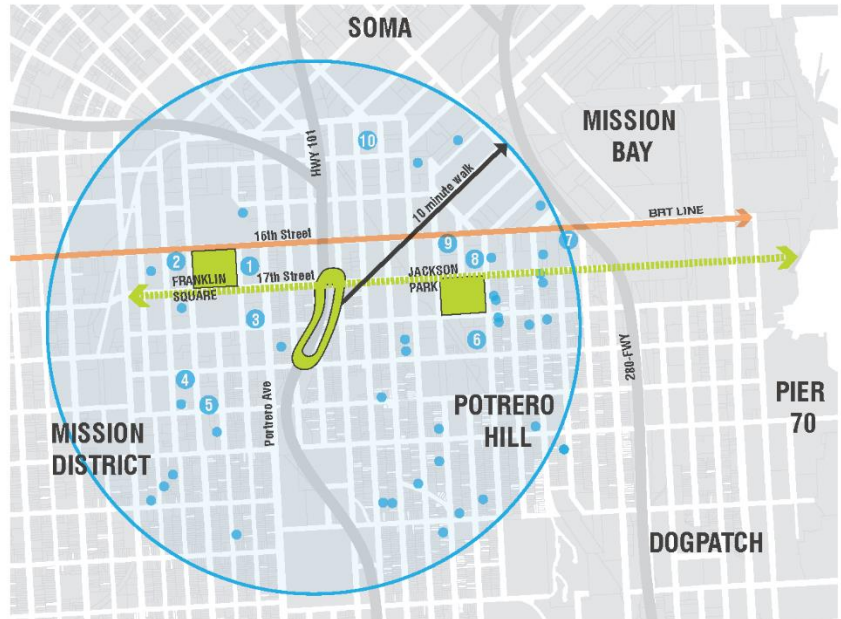 SOMA
MISSION
BAY
HWY 101
10
10 minute walk
BRT LINE
16th Street
9
7
2
1
8
FRANKLIN
SQUARE
17th Street
JACKSON
PARK
3
6
280-FWY
4
5
Portrero Ave
PIER
70
POTRERO
HILL
MISSION
DISTRICT
DOGPATCH